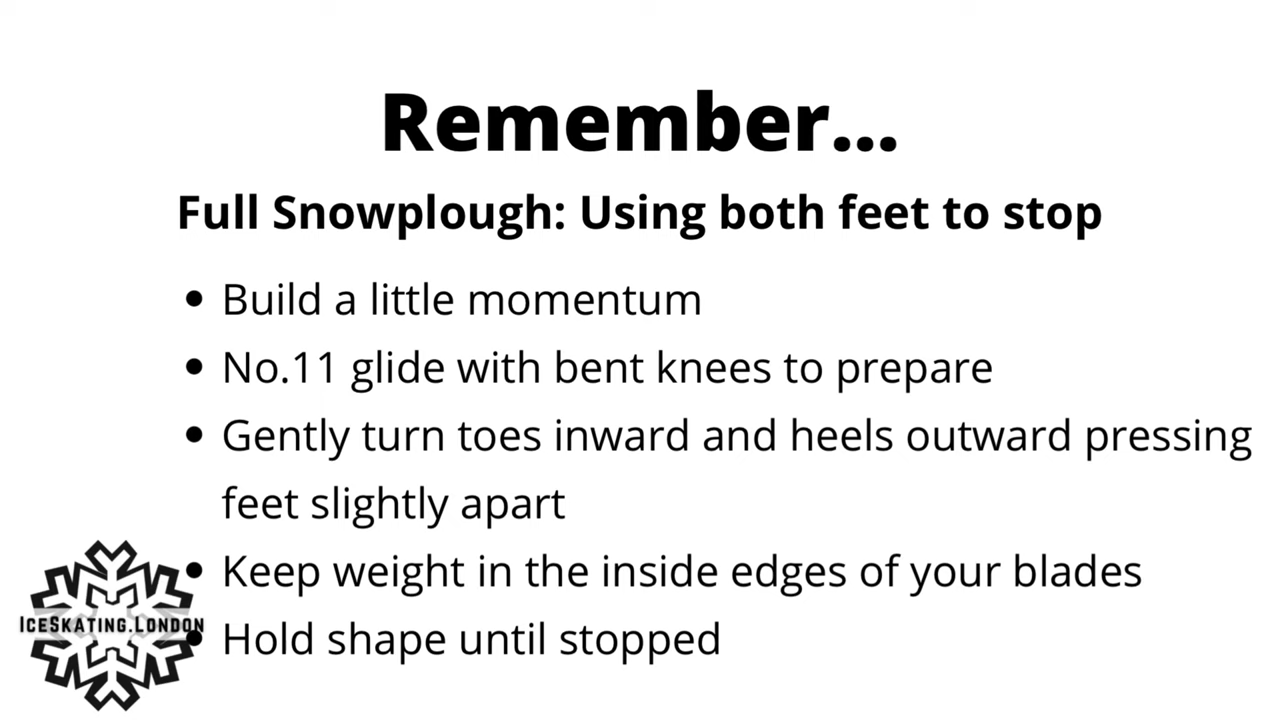 Remember...
Full Snowplough: Using both feet to stop
• Build a little momentum
• No.11 glide with bent knees to prepare
• Gently turn toes inward and heels outward pressing
feet slightly apart
• Keep weight in the inside edges of your blades
IceSkating.London
• Hold shape until stopped